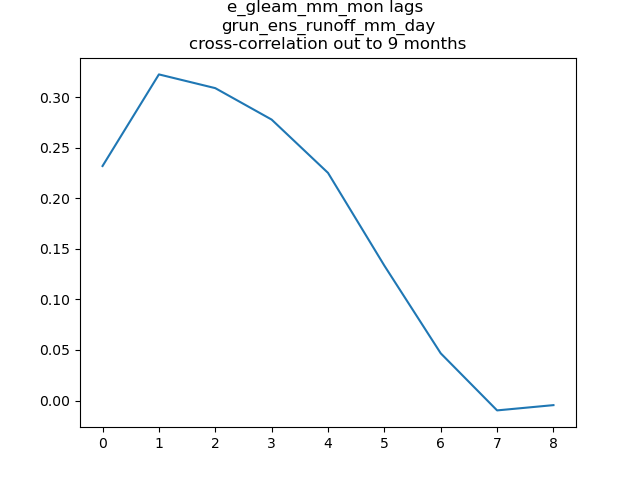 e_gleam_mm_mon lags
grun_ens_runoff_mm_day
cross-correlation out to 9 months
0.30
0.25
0.20
0.15
0.10
0.05
0.00
0 1 2 3 4 5 6 7 8